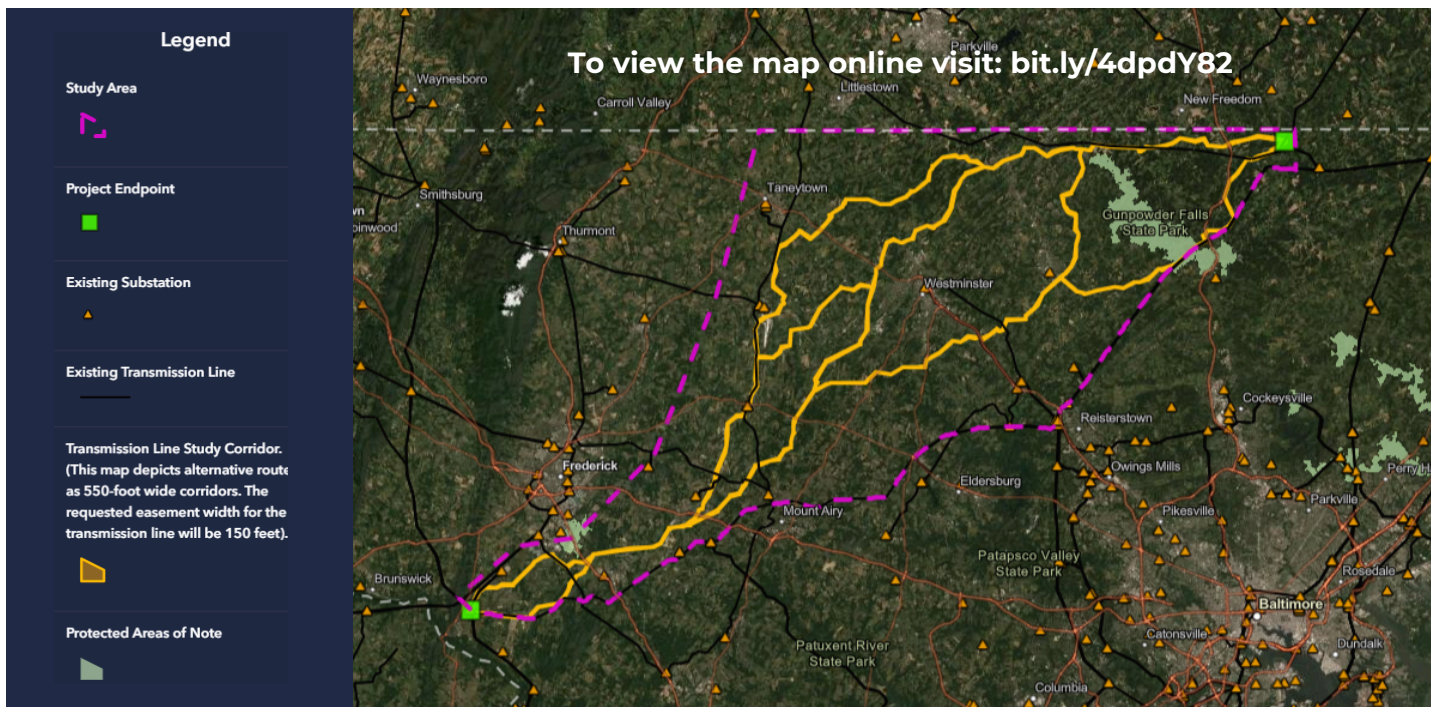 Legend
Study Area
Project Endpoint
Existing Substation
Existing Transmission Line
Transmission Line Study Corridor.
(This map depicts alternative route
as 550-foot wide corridors. The
requested easement width for the
transmission line will be 150 feet).
Protected Areas of Note
To view the map online visit: bit.ly/4dpdY82
Parkville
Waynesboro
Littlestown
Carroll Valley
New Freedom
Smithsburg
Taneytown
wn
oinwood
Thurmont
Gunpowder Falls
State Park
Westminster
Cockeysville
Reisterstown
Frederick
Owings Mills
Perry H
Eldersburg
Parkville
Mount Airy
Pikesville
Patapsco Valley
State Park
Brunswick
Rosedale
Baltimore
Catonsville
Dundalk
Patuxent River
State Park
Columbia